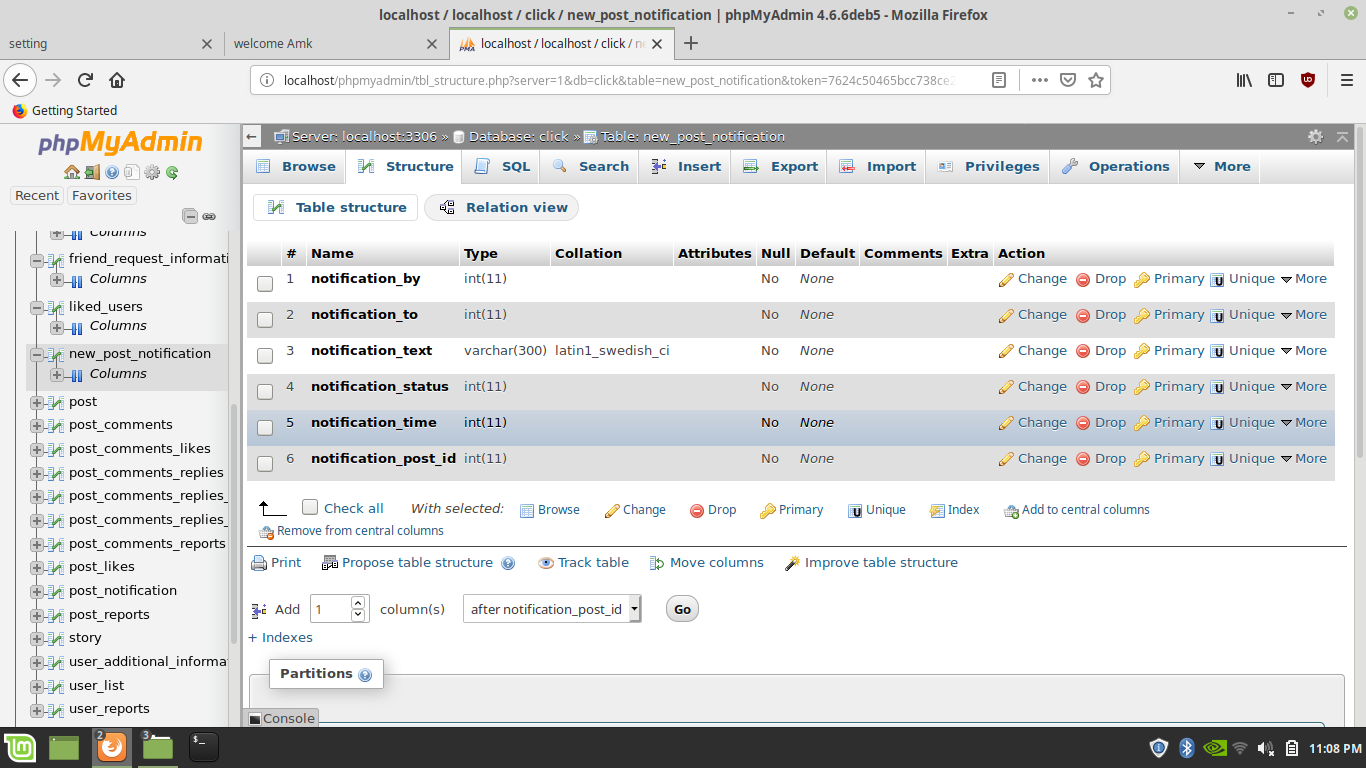 localhost / localhost / click / new_post_notification | phpMyAdmin 4.6.6deb5 - Mozilla Firefox
setting
welcome Amk
localhost / localhost / click / n
localhost/phpmyadmin/tbl_structure.php?server=1&db=click&table=new_post_notification&token=7624c50465bcc738ce2
Getting Started
phpMyAdmin
Recent
Favorites
Columns
friend_request_informati
Columns
liked_users
Columns
new_post_notification
Columns
post
post_comments
post_comments_likes
post_comments_replies
post_comments_replies_
post_comments_replies_
post_comments_reports
post_likes
post_notification
post_reports
story
user_additional_informa
user_list
user_reports
Server: localhost:3306 » Database: click » Table: new_post_notification
Browse Structure SQL Search Insert Export Import Privileges Operations More
Table structure Relation view
# Name Type Collation Attributes Null Default Comments Extra Action
1 notification_by int(11) No None Change Drop Primary Unique More
2 notification_to int(11) No None Change Drop Primary Unique More
3 notification_text varchar(300) latin1_swedish_ci No None Change Drop Primary Unique More
4 notification_status int(11) No None Change Drop Primary Unique More
5 notification_time int(11) No None Change Drop Primary Unique More
6 notification_post_id int(11) No None Change Drop Primary Unique More
Check all With selected: Browse Change Drop Primary Unique Index Add to central columns
Remove from central columns
Print Propose table structure Track table Move columns Improve table structure
Add 1 column(s) after notification_post_id Go
+ Indexes
Partitions
Console
2
3
11:08 PM